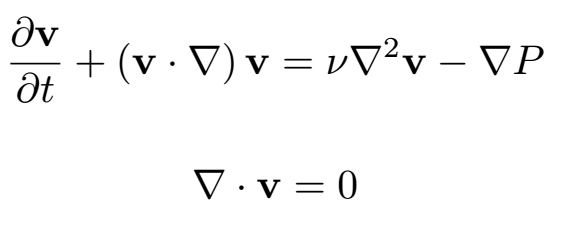 ∂𝐯/∂t + (𝐯 · ∇) 𝐯 = ν∇²𝐯 − ∇P
∇ · 𝐯 = 0